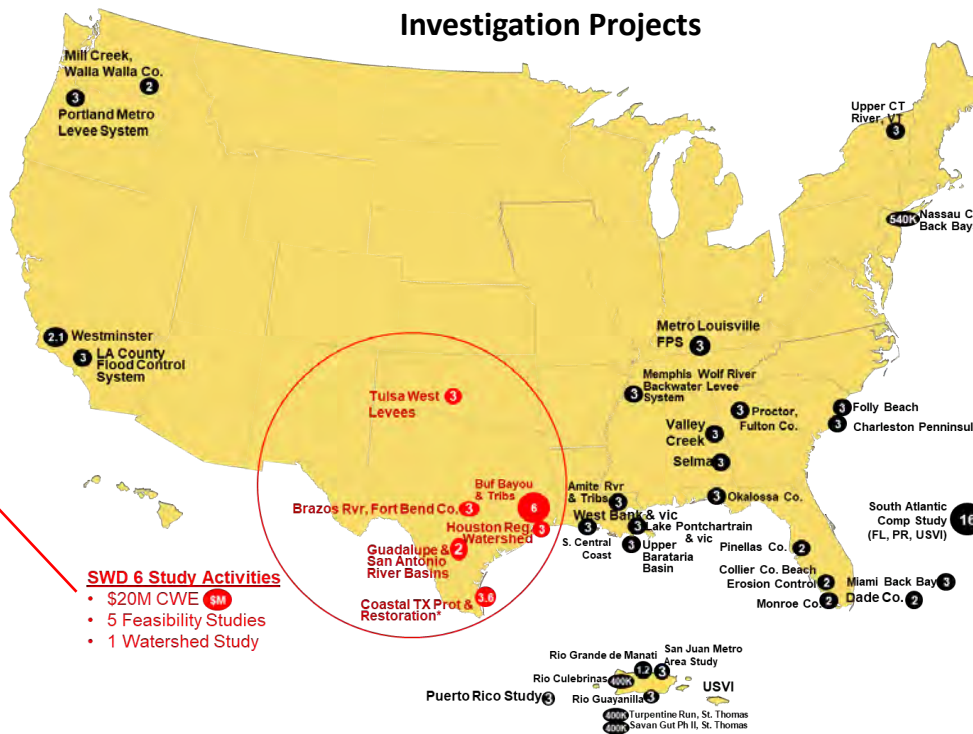 Investigation Projects
Mill Creek,
Walla Walla Co.
2
3
Portland Metro
Levee System
Upper CT
River, VT
3
540K
Nassau C
Back Bay
2.1 Westminster
3
LA County
Flood Control
System
Metro Louisville
FPS
3
Memphis Wolf River
Backwater Levee
System
3
3
Proctor,
Fulton Co.
3
Folly Beach
3
Charleston Penninsul
Valley
Creek
3
Selma
3
Tulsa West
Levees
3
Buf Bayou
& Tribs
6
Brazos Rvr, Fort Bend Co.
3
Houston Reg.
Watershed
3
Guadalupe &
San Antonio
River Basins
2
Coastal TX Prot &
Restoration*
3.6
Amite Rvr
& Tribs
3
West Bank & vic
3
S. Central
Coast
3
Lake Pontchartrain
& vic
3
Upper
Barataria
Basin
3
Okalossa Co.
South Atlantic
Comp Study
(FL, PR, USVI)
16
Pinellas Co.
2
Collier Co. Beach
Erosion Control
2
Monroe Co.
2
Miami Back Bay
3
Dade Co.
2
SWD 6 Study Activities
• $20M CWE $M
• 5 Feasibility Studies
• 1 Watershed Study
Rio Grande de Manati
1.2
San Juan Metro
Area Study
3
Rio Culebrinas
400K
Puerto Rico Study
3
Rio Guayanilla
3
USVI
400K Turpentine Run, St. Thomas
400K Savan Gut Ph II, St. Thomas